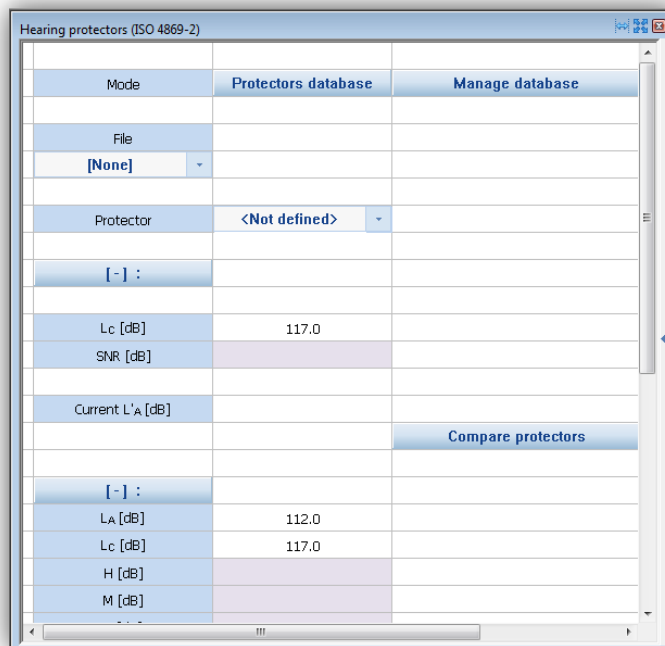 Hearing protectors (ISO 4869-2)
Mode Protectors database Manage database
File
[None]
Protector <Not defined>
[ - ] :
Lc [dB] 117.0
SNR [dB]
Current L'A [dB]
Compare protectors
[ - ] :
LA [dB] 112.0
Lc [dB] 117.0
H [dB]
M [dB]